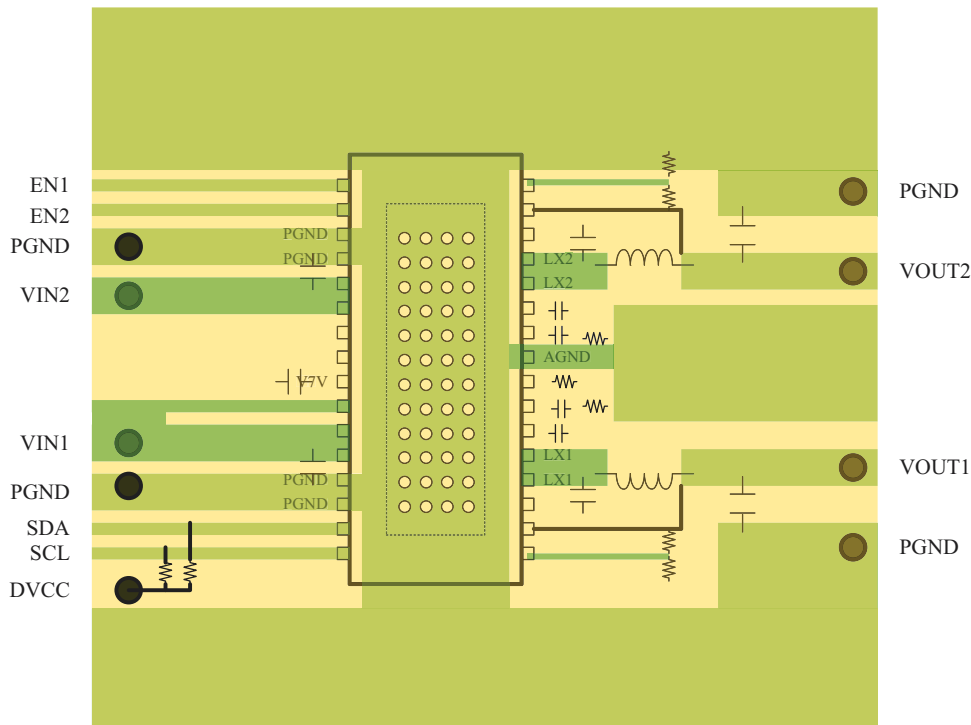 EN1
EN2
PGND
VIN2
VIN1
PGND
SDA
SCL
DVCC
PGND
PGND
V7V
PGND
PGND
LX2
LX2
AGND
LX1
LX1
PGND
VOUT2
VOUT1
PGND